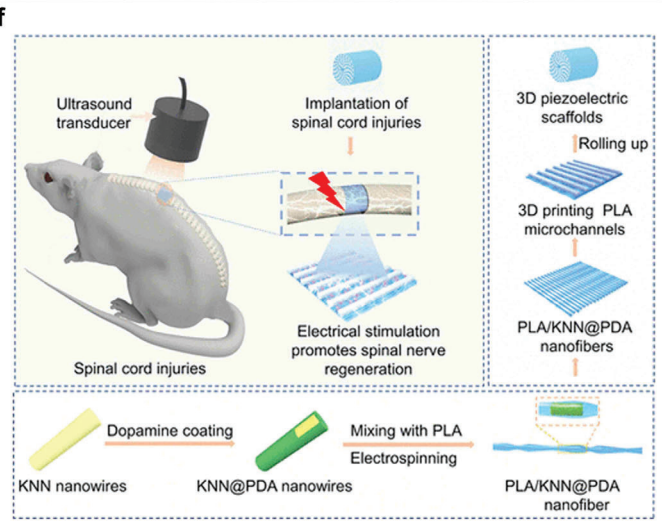 f
Ultrasound
transducer
Spinal cord injuries
Implantation of
spinal cord injuries
Electrical stimulation
promotes spinal nerve
regeneration
3D piezoelectric
scaffolds
Rolling up
3D printing PLA
microchannels
PLA/KNN@PDA
nanofibers
KNN nanowires
Dopamine coating
KNN@PDA nanowires
Mixing with PLA
Electrospinning
PLA/KNN@PDA
nanofiber